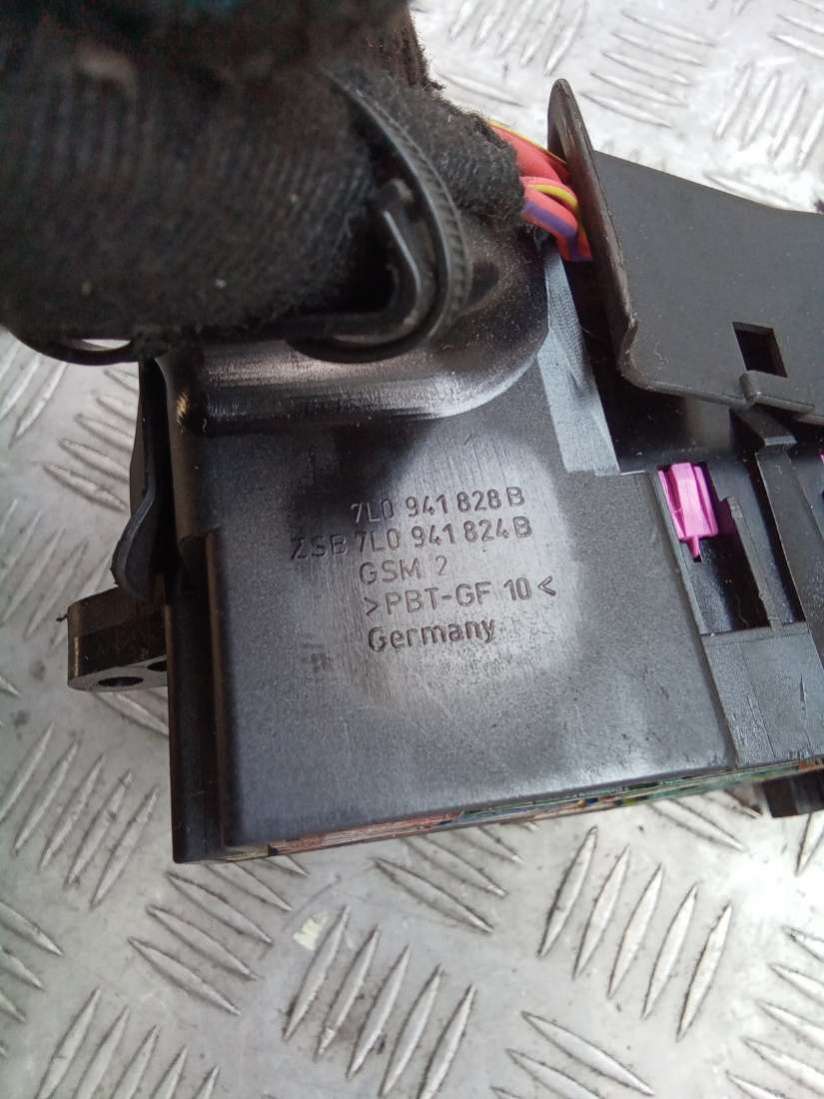 7L0 941 828 B
ZSB 7L0 941 824 B
GSM 2
>PBT-GF 10<
Germany